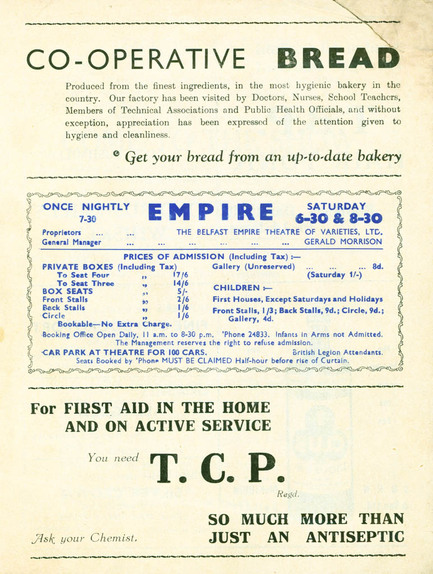 CO-OPERATIVE BREAD
Produced from the finest ingredients, in the most hygienic bakery in the
country. Our factory has been visited by Doctors, Nurses, School Teachers,
Members of Technical Associations and Public Health Officials, and without
exception, appreciation has been expressed of the attention given to
hygiene and cleanliness.
Get your bread from an up-to-date bakery
ONCE NIGHTLY
7-30
EMPIRE
SATURDAY
6-30 & 8-30
Proprietors ... ... THE BELFAST EMPIRE THEATRE OF VARIETIES, LTD.
General Manager ... ... ... ... ... ... GERALD MORRISON
PRICES OF ADMISSION (Including Tax) :—
PRIVATE BOXES (Including Tax)
To Seat Four „ 17/6
To Seat Three „ 14/6
BOX SEATS „ 5/-
Front Stalls „ 2/6
Back Stalls „ 1/6
Circle „ 1/6
Bookable—No Extra Charge.
Gallery (Unreserved) ... ... ... 8d.
(Saturday 1/-)
CHILDREN :—
First Houses, Except Saturdays and Holidays
Front Stalls, 1/3; Back Stalls, 9d.; Circle, 9d.;
Gallery, 4d.
Booking Office Open Daily, 11 a.m. to 8-30 p.m. 'Phone 24833. Infants in Arms not Admitted.
The Management reserves the right to refuse admission.
CAR PARK AT THEATRE FOR 100 CARS. British Legion Attendants.
Seats Booked by 'Phone MUST BE CLAIMED Half-hour before rise of Curtain.
For FIRST AID IN THE HOME
AND ON ACTIVE SERVICE
You need T. C. P.
Regd.
SO MUCH MORE THAN
Ask your Chemist. JUST AN ANTISEPTIC